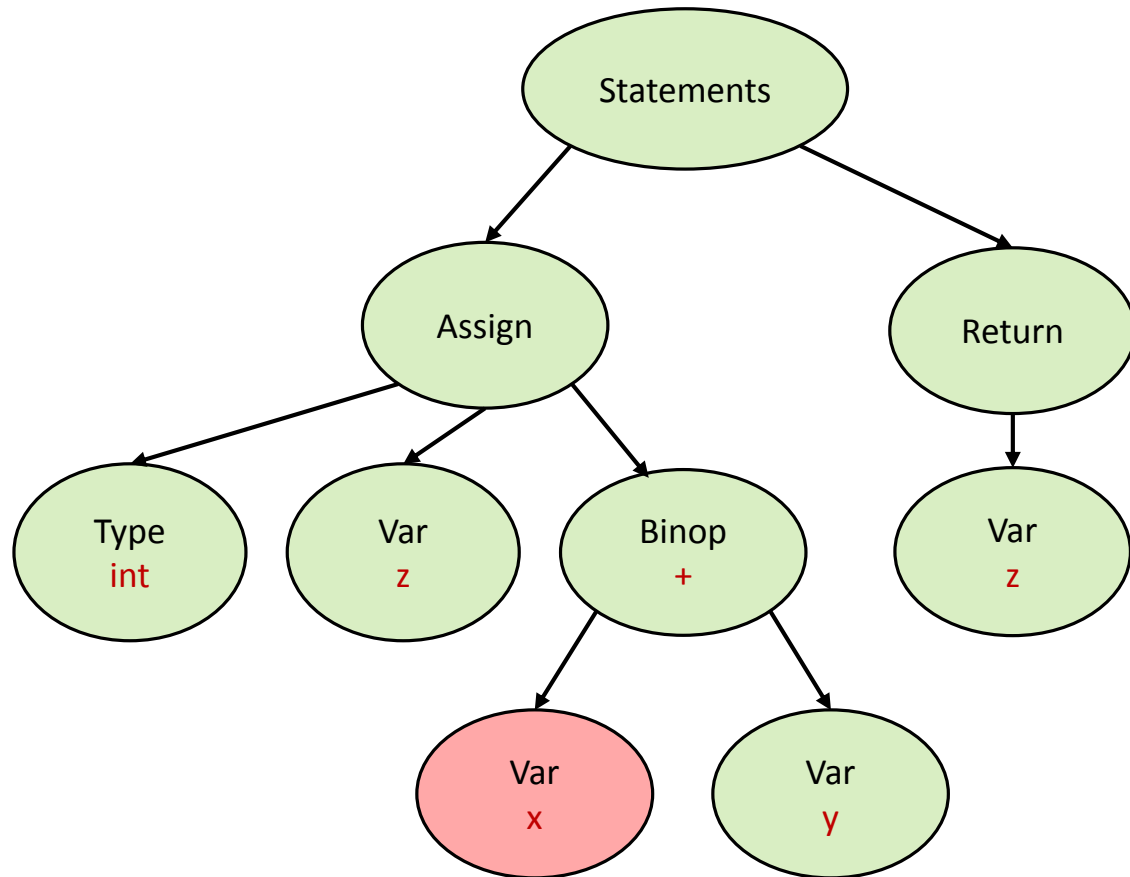 Statements
Assign
Return
Type
int
Var
z
Binop
+
Var
z
Var
x
Var
y